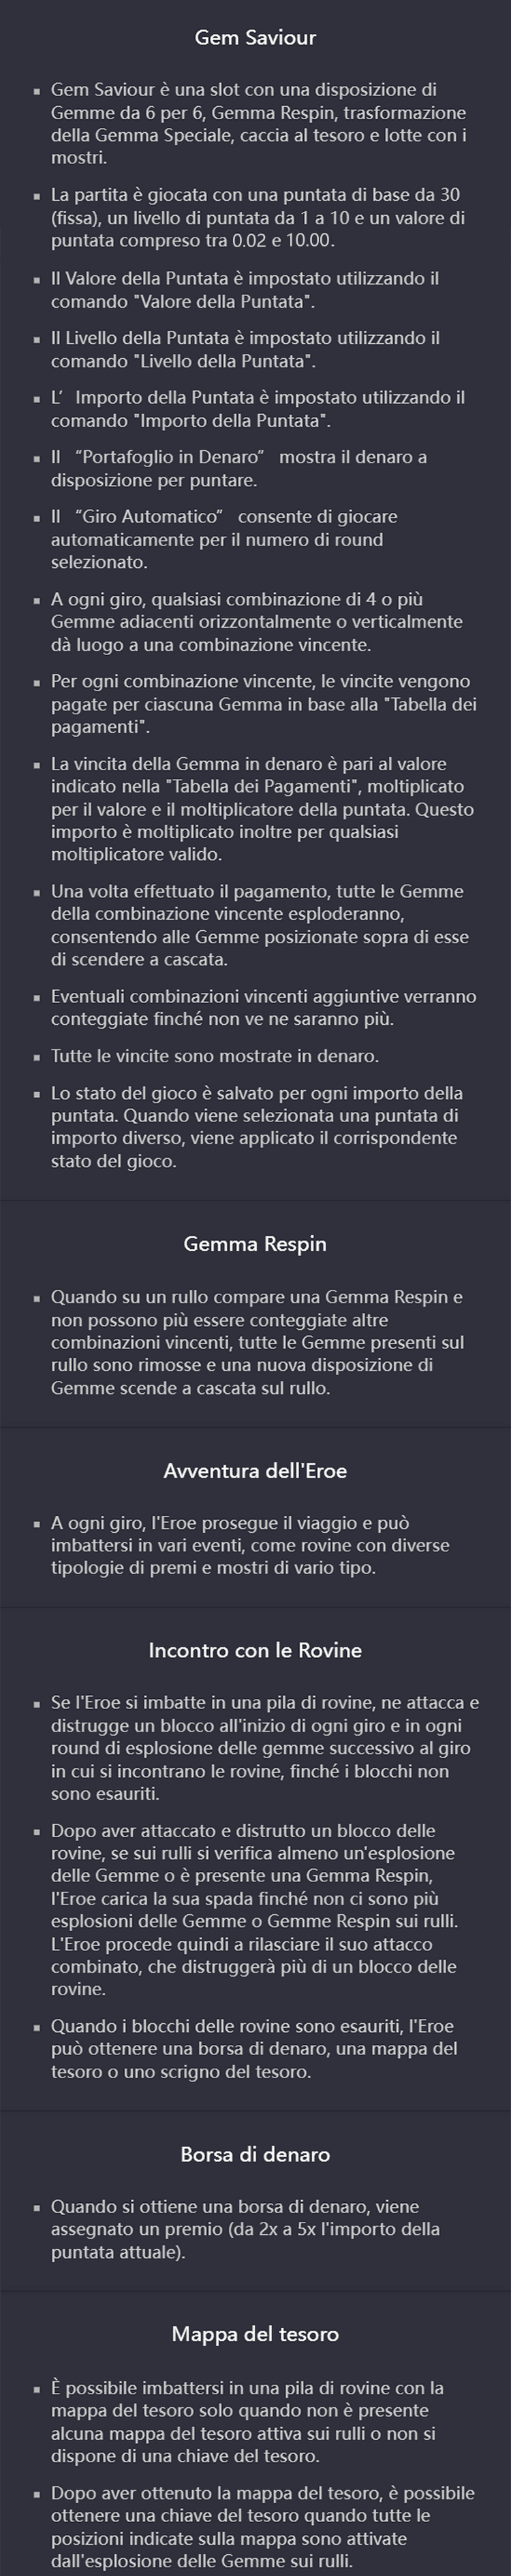 Gem Saviour
▪ Gem Saviour è una slot con una disposizione di
Gemme da 6 per 6, Gemma Respin, trasformazione
della Gemma Speciale, caccia al tesoro e lotte con i
mostri.
▪ La partita è giocata con una puntata di base da 30
(fissa), un livello di puntata da 1 a 10 e un valore di
puntata compreso tra 0.02 e 10.00.
▪ Il Valore della Puntata è impostato utilizzando il
comando "Valore della Puntata".
▪ Il Livello della Puntata è impostato utilizzando il
comando "Livello della Puntata".
▪ L’ Importo della Puntata è impostato utilizzando il
comando "Importo della Puntata".
▪ Il “Portafoglio in Denaro” mostra il denaro a
disposizione per puntare.
▪ Il “Giro Automatico” consente di giocare
automaticamente per il numero di round
selezionato.
▪ A ogni giro, qualsiasi combinazione di 4 o più
Gemme adiacenti orizzontalmente o verticalmente
dà luogo a una combinazione vincente.
▪ Per ogni combinazione vincente, le vincite vengono
pagate per ciascuna Gemma in base alla "Tabella dei
pagamenti".
▪ La vincita della Gemma in denaro è pari al valore
indicato nella "Tabella dei Pagamenti", moltiplicato
per il valore e il moltiplicatore della puntata. Questo
importo è moltiplicato inoltre per qualsiasi
moltiplicatore valido.
▪ Una volta effettuato il pagamento, tutte le Gemme
della combinazione vincente esploderanno,
consentendo alle Gemme posizionate sopra di esse
di scendere a cascata.
▪ Eventuali combinazioni vincenti aggiuntive verranno
conteggiate finché non ve ne saranno più.
▪ Tutte le vincite sono mostrate in denaro.
▪ Lo stato del gioco è salvato per ogni importo della
puntata. Quando viene selezionata una puntata di
importo diverso, viene applicato il corrispondente
stato del gioco.
Gemma Respin
▪ Quando su un rullo compare una Gemma Respin e
non possono più essere conteggiate altre
combinazioni vincenti, tutte le Gemme presenti sul
rullo sono rimosse e una nuova disposizione di
Gemme scende a cascata sul rullo.
Avventura dell'Eroe
▪ A ogni giro, l'Eroe prosegue il viaggio e può
imbattersi in vari eventi, come rovine con diverse
tipologie di premi e mostri di vario tipo.
Incontro con le Rovine
▪ Se l'Eroe si imbatte in una pila di rovine, ne attacca e
distrugge un blocco all'inizio di ogni giro e in ogni
round di esplosione delle gemme successivo al giro
in cui si incontrano le rovine, finché i blocchi non
sono esauriti.
▪ Dopo aver attaccato e distrutto un blocco delle
rovine, se sui rulli si verifica almeno un'esplosione
delle Gemme o è presente una Gemma Respin,
l'Eroe carica la sua spada finché non ci sono più
esplosioni delle Gemme o Gemme Respin sui rulli.
L'Eroe procede quindi a rilasciare il suo attacco
combinato, che distruggerà più di un blocco delle
rovine.
▪ Quando i blocchi delle rovine sono esauriti, l'Eroe
può ottenere una borsa di denaro, una mappa del
tesoro o uno scrigno del tesoro.
Borsa di denaro
▪ Quando si ottiene una borsa di denaro, viene
assegnato un premio (da 2x a 5x l'importo della
puntata attuale).
Mappa del tesoro
▪ È possibile imbattersi in una pila di rovine con la
mappa del tesoro solo quando non è presente
alcuna mappa del tesoro attiva sui rulli o non si
dispone di una chiave del tesoro.
▪ Dopo aver ottenuto la mappa del tesoro, è possibile
ottenere una chiave del tesoro quando tutte le
posizioni indicate sulla mappa sono attivate
dall'esplosione delle Gemme sui rulli.